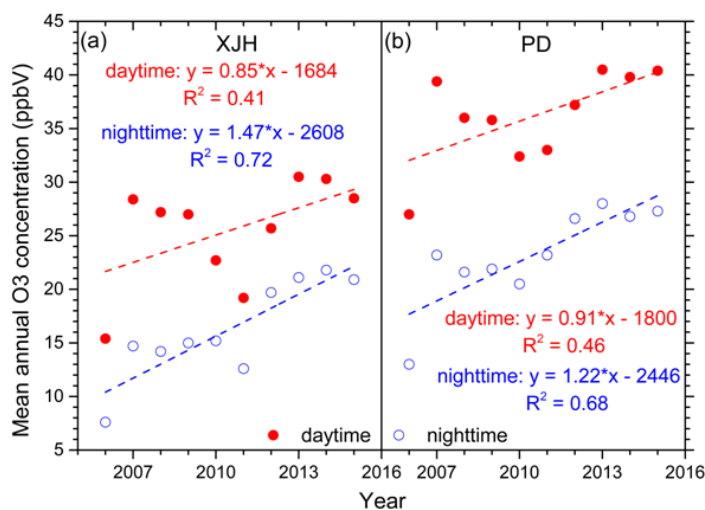 Mean annual O3 concentration (ppbV)
45
40
35
30
25
20
15
10
5
(a)
XJH
daytime: y = 0.85*x - 1684
R² = 0.41
nighttime: y = 1.47*x - 2608
R² = 0.72
daytime
2007
2010
2013
2016
(b)
PD
daytime: y = 0.91*x - 1800
R² = 0.46
nighttime: y = 1.22*x - 2446
R² = 0.68
nighttime
2007
2010
2013
2016
Year